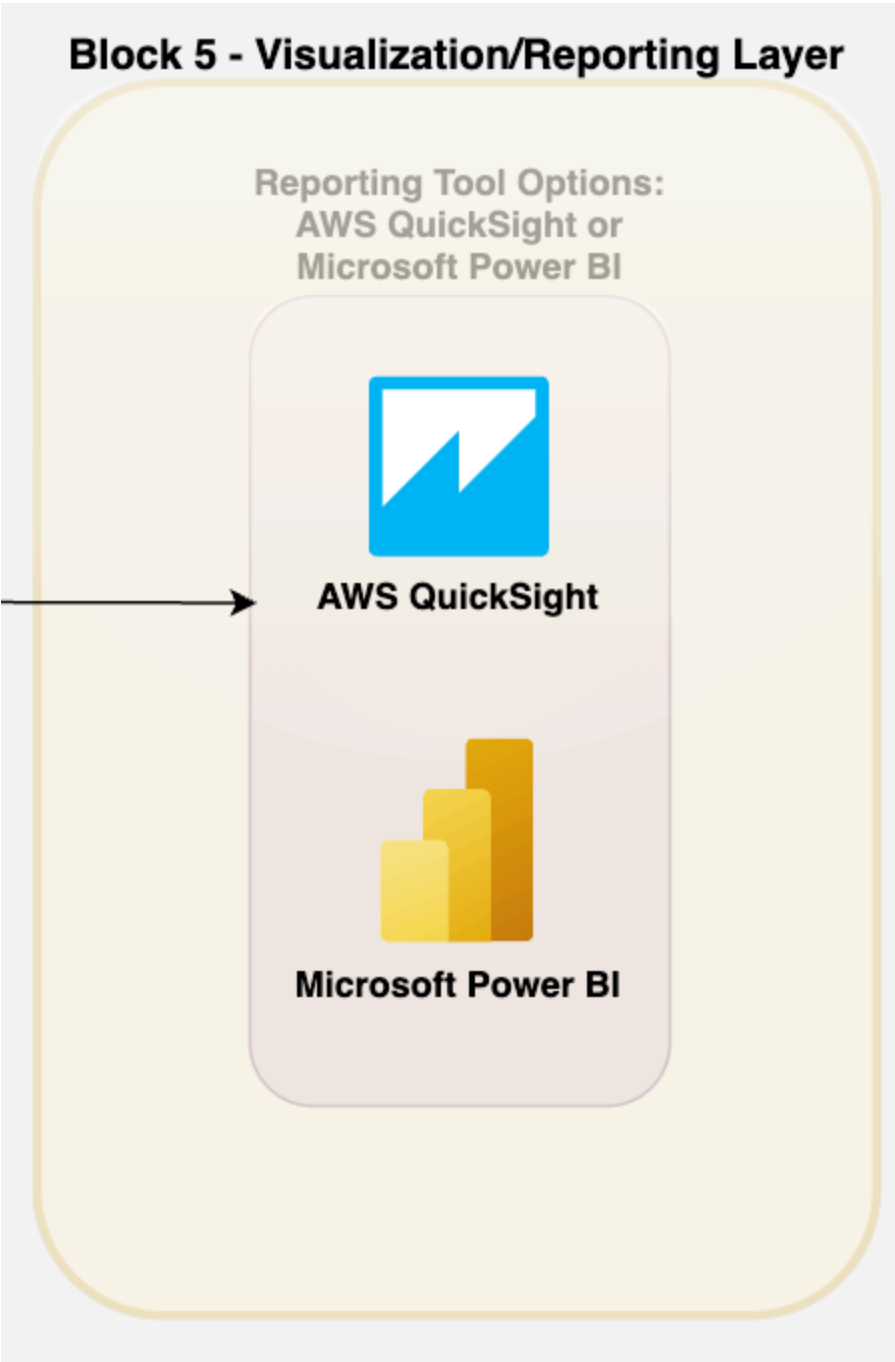 Block 5 - Visualization/Reporting Layer
Reporting Tool Options:
AWS QuickSight or
Microsoft Power BI
AWS QuickSight
Microsoft Power BI